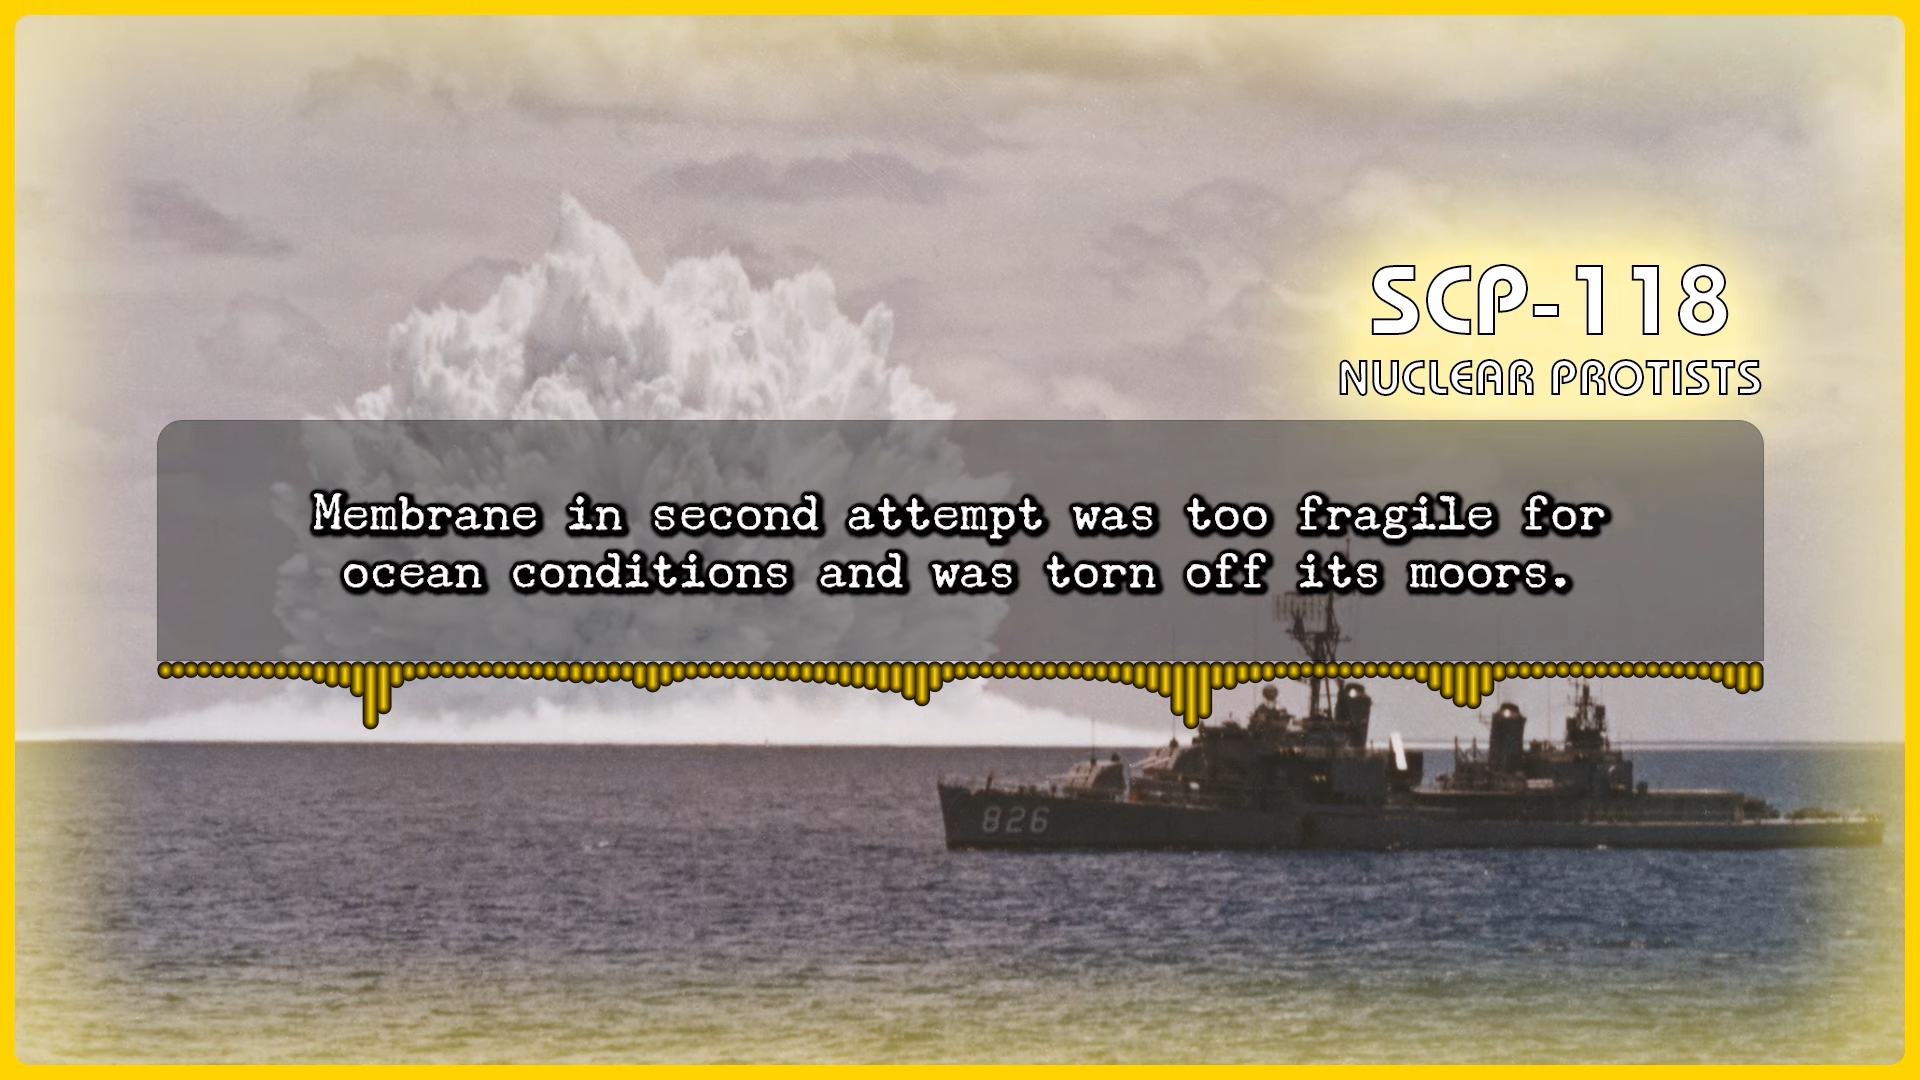 SCP-118
NUCLEAR PROTISTS
Membrane in second attempt was too fragile for
ocean conditions and was torn off its moors.
826